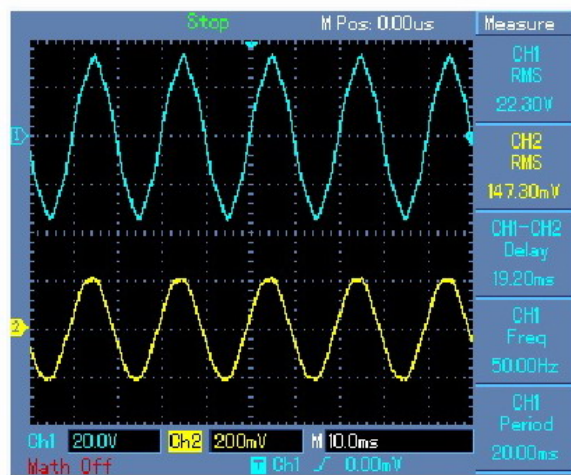 Stop M Pos: 0.00us Measure
CH1
RMS
22.30V
1
CH2
RMS
147.30mV
CH1-CH2
Delay
19.20ms
2
CH1
Freq
50.00Hz
CH1
Period
20.00ms
Ch1 20.0V Ch2 200mV M 10.0ms
Math Off T Ch1 0.00mV